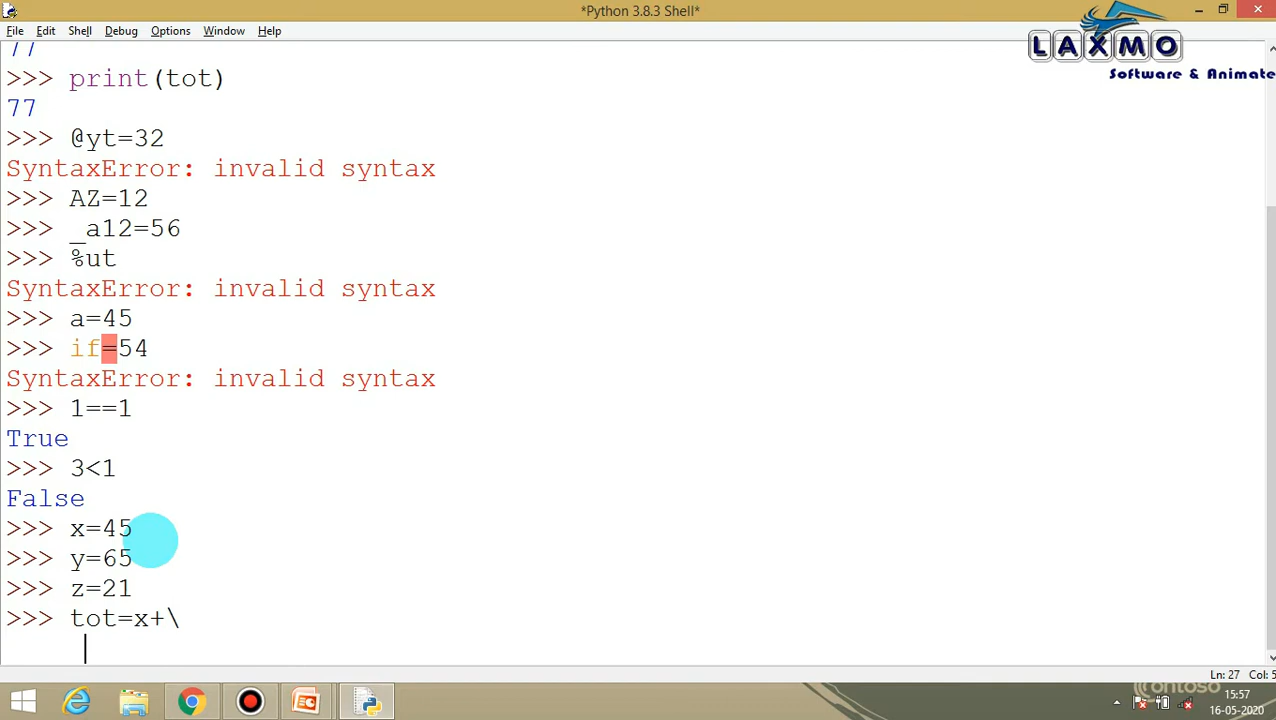 *Python 3.8.3 Shell*
File Edit Shell Debug Options Window Help
LAXMO
Software & Animate
77
>>> print(tot)
77
>>> @yt=32
SyntaxError: invalid syntax
>>> AZ=12
>>> _a12=56
>>> %ut
SyntaxError: invalid syntax
>>> a=45
>>> if=54
SyntaxError: invalid syntax
>>> 1==1
True
>>> 3<1
False
>>> x=45
>>> y=65
>>> z=21
>>> tot=x+\
Ln: 27 Col: 5
contoso
15:57
16-05-2020